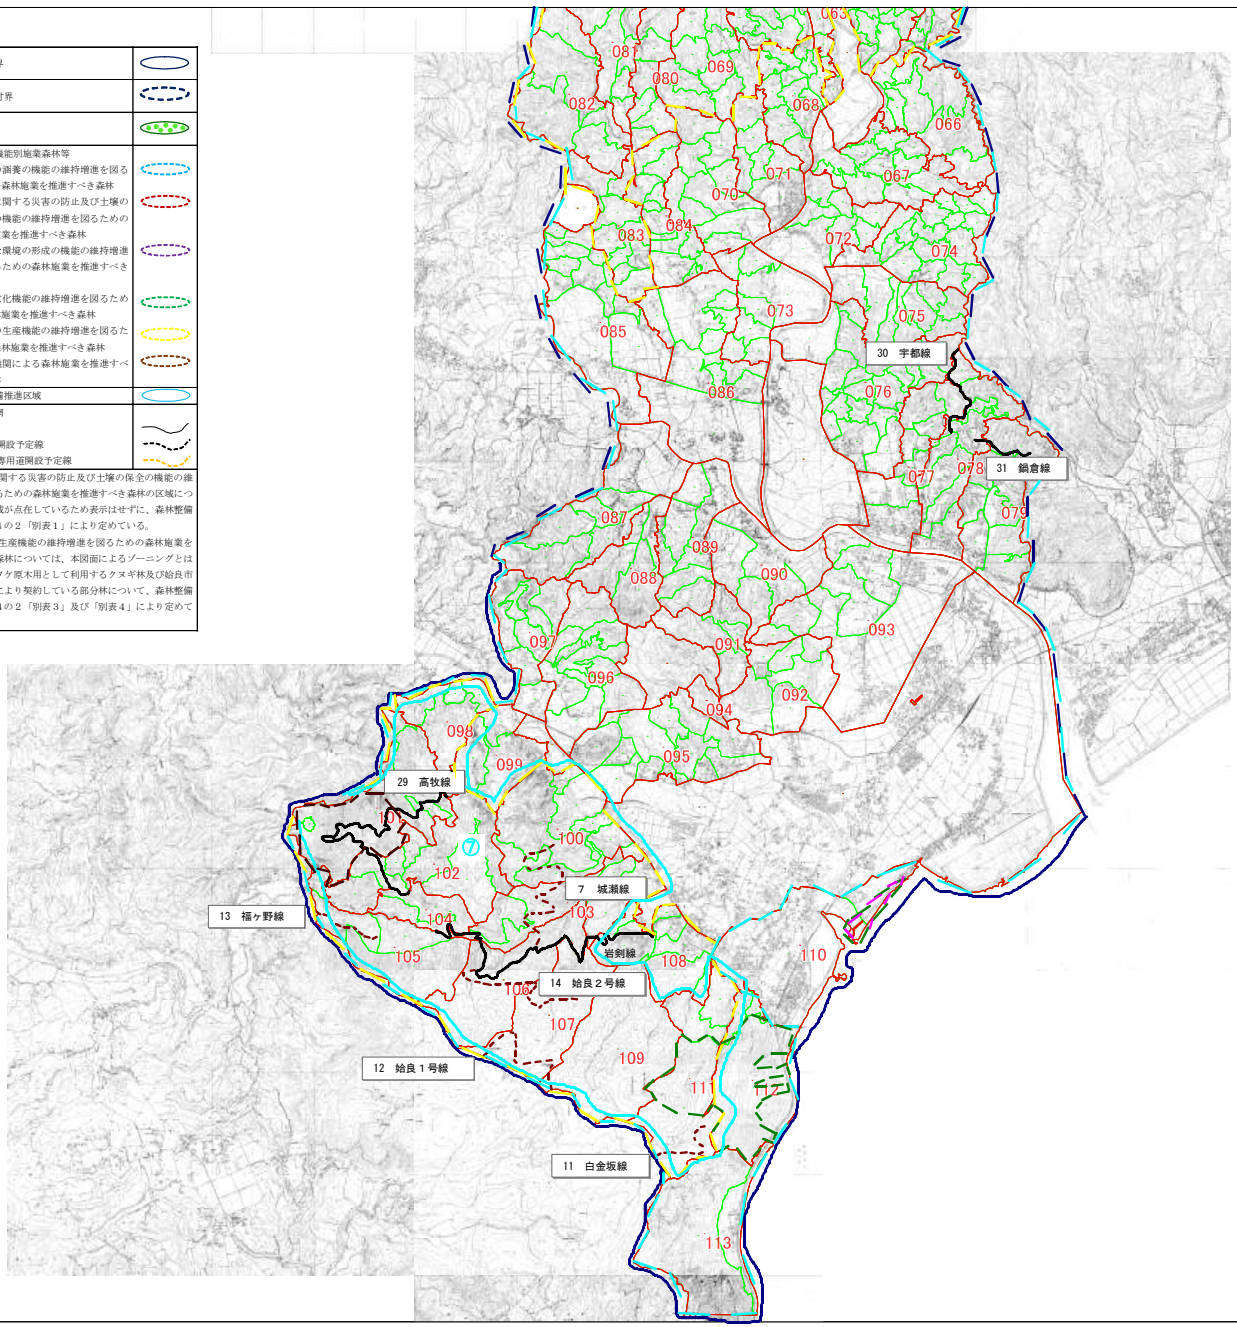 界
村界
機能別施業森林等
の涵養の機能の維持増進を図る
の森林施業を推進すべき森林
に関する災害の防止及び土壌の
の機能の維持増進を図るための
施業を推進すべき森林
な環境の形成の機能の維持増進
るための森林施業を推進すべき
文化機能の維持増進を図るため
林施業を推進すべき森林
の生産機能の維持増進を図るた
森林施業を推進すべき森林
機関による森林施業を推進すべ
備推進区域
開設予定線
専用道開設予定線
関する災害の防止及び土壌の保全の機能の維
るための森林施業を推進すべき森林の区域につ
域が点在しているため表示はせずに、森林整備
4の２「別表１」により定めている。
生産機能の維持増進を図るための森林施業を
森林については、本図面によるゾーニングとは
タケ原木用として利用するクヌギ林及び姶良市
により契約している部分林について、森林整備
4の２「別表３」及び「別表４」により定めて
063
081
080
069
082
068
066
067
071
070
084
083
072
074
073
075
085
30 宇都線
086
076
078
31 鍋倉線
077
079
087
089
088
090
093
097
091
096
092
094
098
095
099
29 高牧線
101
100
⑦
102
7 城瀬線
103
13 福ヶ野線
104
105
岩剣線
108
110
14 姶良２号線
106
107
109
12 姶良１号線
111
112
11 白金坂線
113